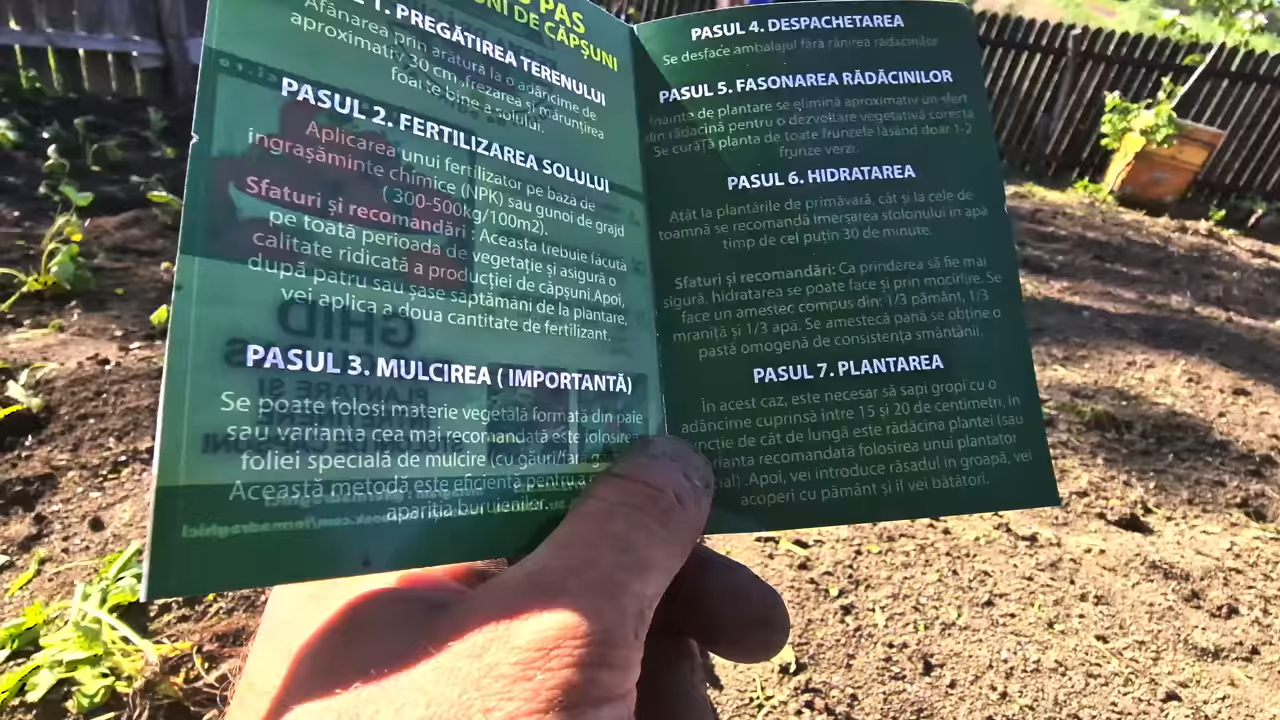 PAS
UNI DE CĂPȘUNI
1. PREGĂTIREA TERENULUI
Afânarea prin aratură la o adâncime de
aproximativ 30 cm ,frezarea și mărunțirea
foarte bine a solului.
PASUL 2. FERTILIZAREA SOLULUI
Aplicarea unui fertilizator pe bază de
ingrașăminte chimice (NPK) sau gunoi de grajd
( 300-500kg/100m2).
Sfaturi și recomandări : Aceasta trebuie făcută
pe toată perioada de vegetație și asigură o
calitate ridicată a producției de căpșuni.Apoi,
după patru sau șase săptămâni de la plantare,
vei aplica a doua cantitate de fertilizant.
PASUL 3. MULCIREA ( IMPORTANTĂ)
Se poate folosi materie vegetală formată din paie
sau varianta cea mai recomandată este folosirea
foliei specială de mulcire (cu găuri/fără
Această metodă este eficientă pentru a
apariția buruienilor.
PASUL 4. DESPACHETAREA
Se desface ambalajul fără rănirea rădăcinilor
PASUL 5. FASONAREA RĂDĂCINILOR
Înainte de plantare se elimină aproximativ un sfert
din rădăcină pentru o dezvoltare vegetativă corectă
Se curăță planta de toate frunzele lăsând doar 1-2
frunze verzi.
PASUL 6. HIDRATAREA
Atât la plantările de primăvară, cât și la cele de
toamnă se recomandă imersarea stolonului in apă
timp de cel puțin 30 de minute.
Sfaturi și recomandări: Ca prinderea să fie mai
sigură, hidratarea se poate face și prin mocirlire. Se
face un amestec compus din: 1/3 pământ, 1/3
mraniță și 1/3 apă. Se amestecă pană se obține o
pastă omogenă de consistența smântânii.
PASUL 7. PLANTAREA
În acest caz, este necesar să sapi gropi cu o
adâncime cuprinsă între 15 și 20 de centimetri, in
funcție de cât de lungă este rădăcina plantei (sau
varianta recomandată folosirea unui plantator
.Apoi, vei introduce răsadul in groapă, vei
acoperi cu pământ și îl vei bătători.